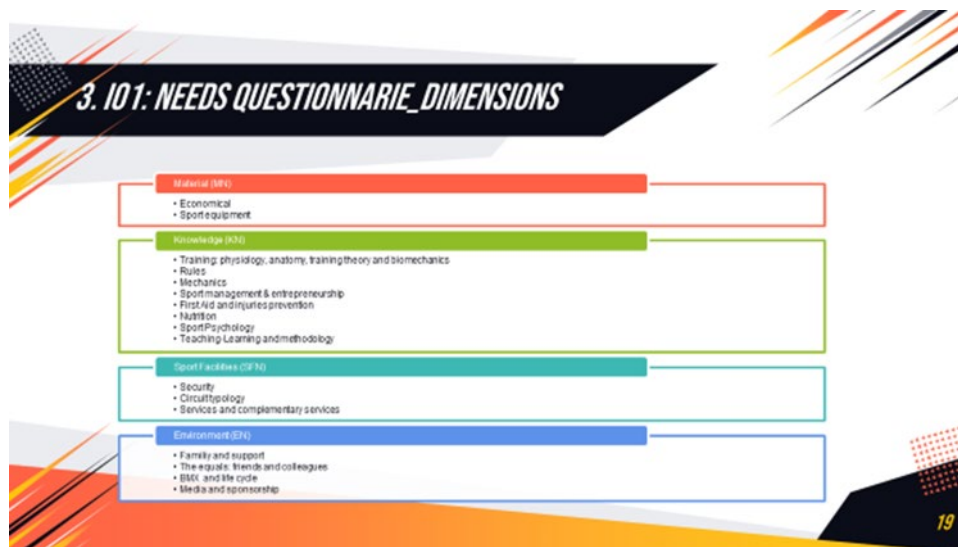 3. IO1: NEEDS QUESTIONNARIE_DIMENSIONS
Material (MN)
• Economical
• Sport equipment
Knowledge (KN)
• Training: physiology, anatomy, training theory and biomechanics
• Rules
• Mechanics
• Sport management & entrepreneurship
• First Aid and injuries prevention
• Nutrition
• Sport Psychology
• Teaching-Learning and methodology
Sport Facilities (SFN)
• Security
• Circuit typology
• Services and complementary services
Environment (EN)
• Family and support
• The equals: friends and colleagues
• BMX and life cycle
• Media and sponsorship
19